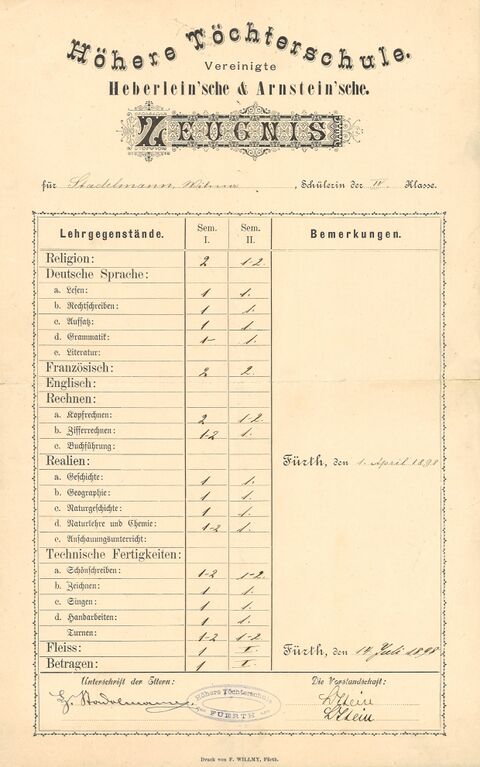 Höhere Töchterschule.
Vereinigte
Heberlein'sche & Arnstein'sche.
ZEUGNIS
für Stadelmann, Wilma, Schülerin der IV. Klasse.
Lehrgegenstände. Sem. I. Sem. II. Bemerkungen.
Religion: 2 1-2.
Deutsche Sprache:
a. Lesen: 1 1.
b. Rechtschreiben: 1 1.
c. Aufsatz: 1 1.
d. Grammatik: 1 1.
e. Literatur:
Französisch: 2 2.
Englisch:
Rechnen:
a. Kopfrechnen: 2 1-2
b. Zifferrechnen: 1-2 1.
c. Buchführung:
Realien: Fürth, den 1. April 1898
a. Geschichte: 1 1.
b. Geographie: 1 1.
c. Naturgeschichte: 1 1.
d. Naturlehre und Chemie: 1-2 1.
e. Anschauungsunterricht:
Technische Fertigkeiten:
a. Schönschreiben: 1-2 1-2.
b. Zeichnen: 1 1.
c. Singen: 1 1.
d. Handarbeiten: 1 1.
Turnen: 1-2 1-2
Fleiss: 1 I. Fürth, den 14. Juli 1898
Betragen: 1 I.
Unterschrift der Eltern: Die Vorstandschaft:
Stadelmann
Höhere Töchterschule
FUERTH
Druck von F. WILLMY, Fürth.